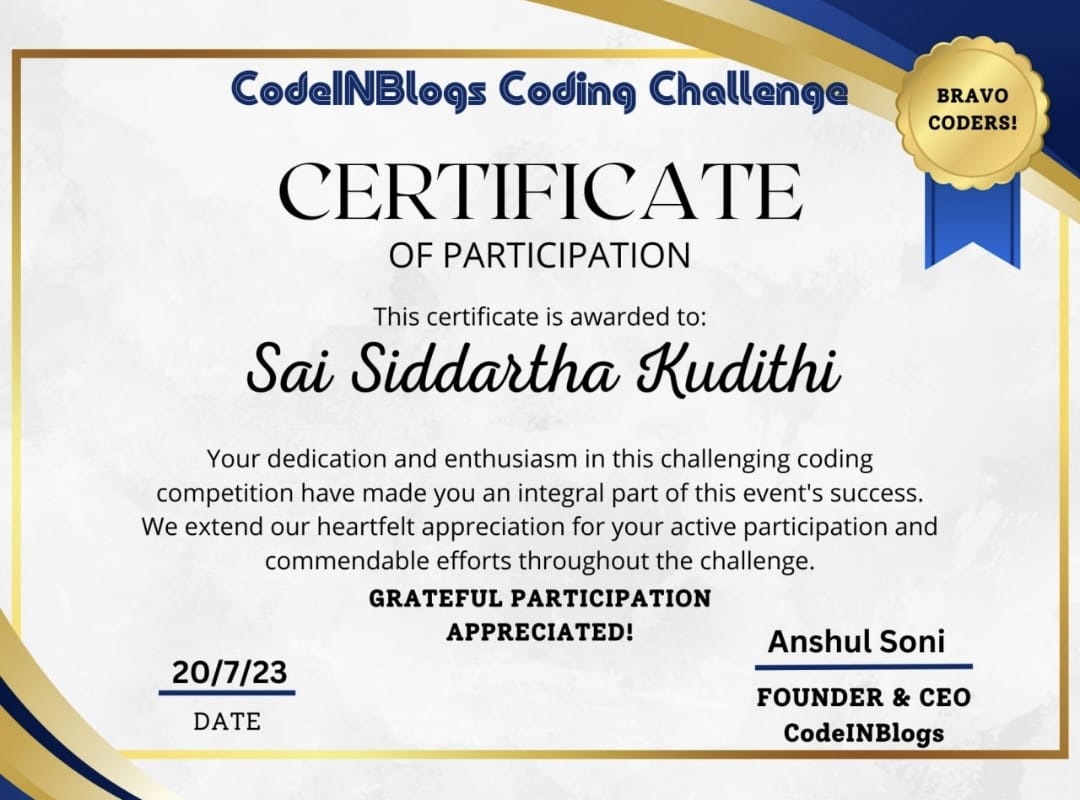 CodeINBlogs Coding Challenge
BRAVO
CODERS!
CERTIFICATE
OF PARTICIPATION
This certificate is awarded to:
Sai Siddartha Kudithi
Your dedication and enthusiasm in this challenging coding
competition have made you an integral part of this event's success.
We extend our heartfelt appreciation for your active participation and
commendable efforts throughout the challenge.
GRATEFUL PARTICIPATION
APPRECIATED!
20/7/23
DATE
Anshul Soni
FOUNDER & CEO
CodeINBlogs